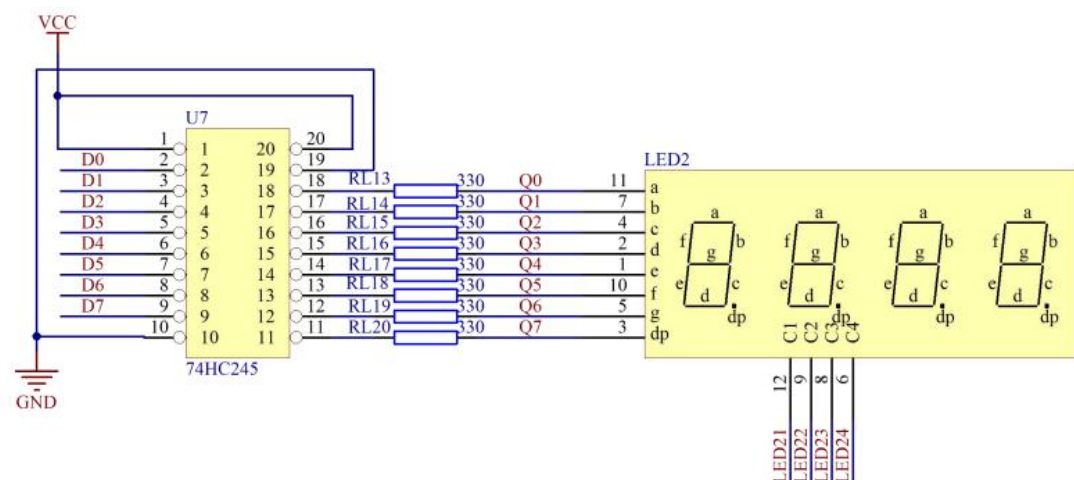 VCC
U7
1 1 20 20
D0 2 2 19 19 LED2
D1 3 3 18 18 RL13 330 Q0 11 a
D2 4 4 17 17 RL14 330 Q1 7 b
D3 5 5 16 16 RL15 330 Q2 4 c
D4 6 6 15 15 RL16 330 Q3 2 d
D5 7 7 14 14 RL17 330 Q4 1 e
D6 8 8 13 13 RL18 330 Q5 10 f
D7 9 9 12 12 RL19 330 Q6 5 g
10 10 11 11 RL20 330 Q7 3 dp
a a a a
f b f b f b f b
g g g g
e c e c e c e c
d d d d
dp dp dp dp
C1 C2 C3 C4
74HC245
GND
12 9 8 6
LED21 LED22 LED23 LED24